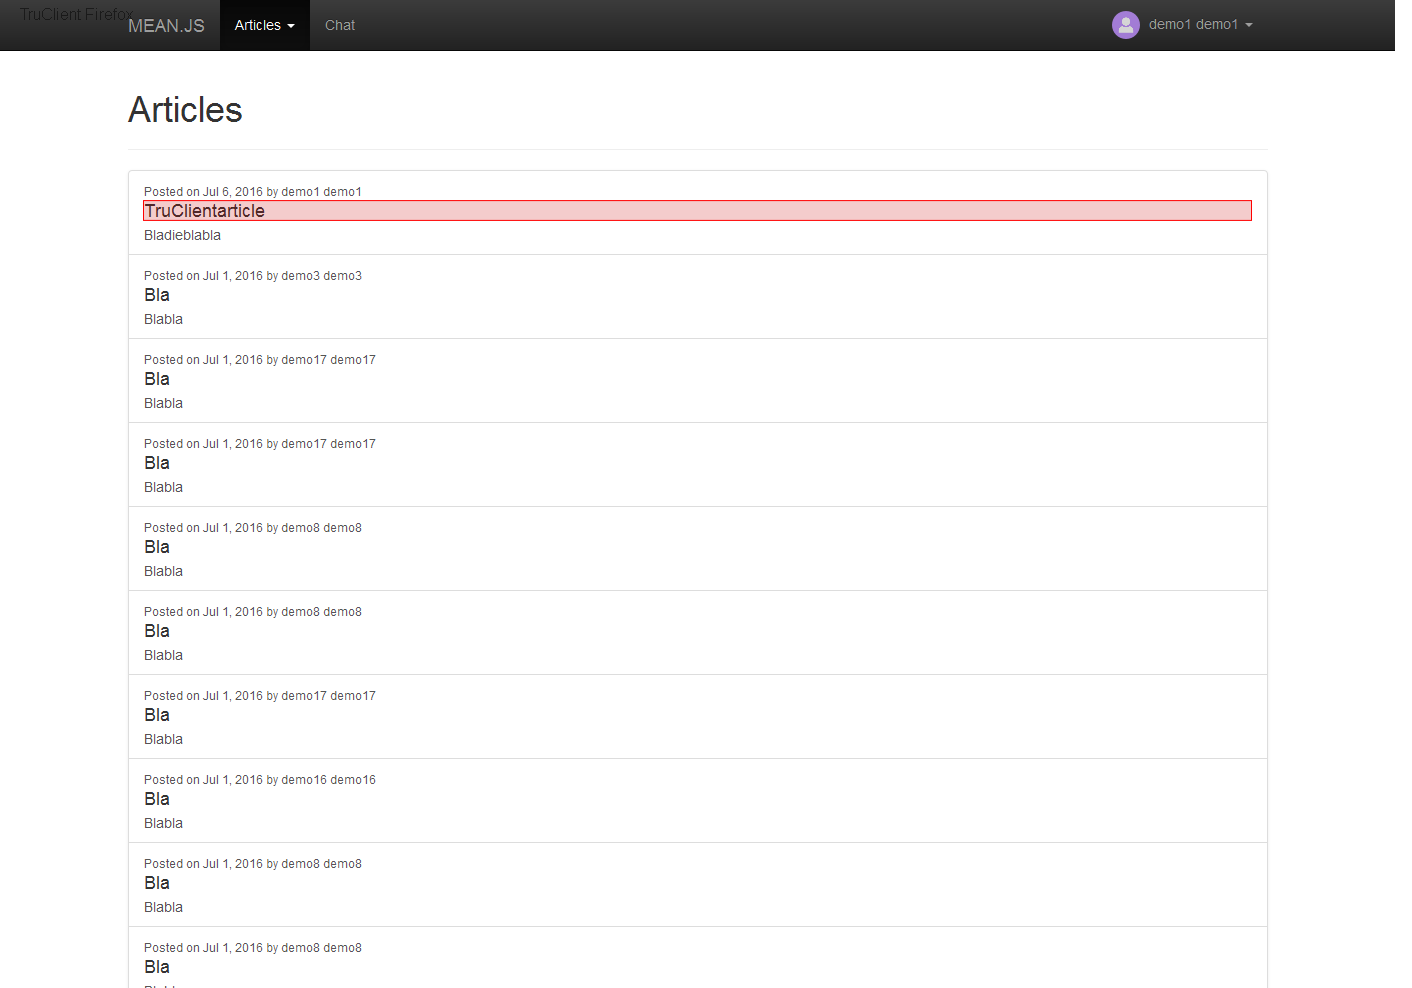 TruClient Firefox
MEAN.JS Articles Chat demo1 demo1
Articles
Posted on Jul 6, 2016 by demo1 demo1
TruClientarticle
Bladieblabla
Posted on Jul 1, 2016 by demo3 demo3
Bla
Blabla
Posted on Jul 1, 2016 by demo17 demo17
Bla
Blabla
Posted on Jul 1, 2016 by demo17 demo17
Bla
Blabla
Posted on Jul 1, 2016 by demo8 demo8
Bla
Blabla
Posted on Jul 1, 2016 by demo8 demo8
Bla
Blabla
Posted on Jul 1, 2016 by demo17 demo17
Bla
Blabla
Posted on Jul 1, 2016 by demo16 demo16
Bla
Blabla
Posted on Jul 1, 2016 by demo8 demo8
Bla
Blabla
Posted on Jul 1, 2016 by demo8 demo8
Bla